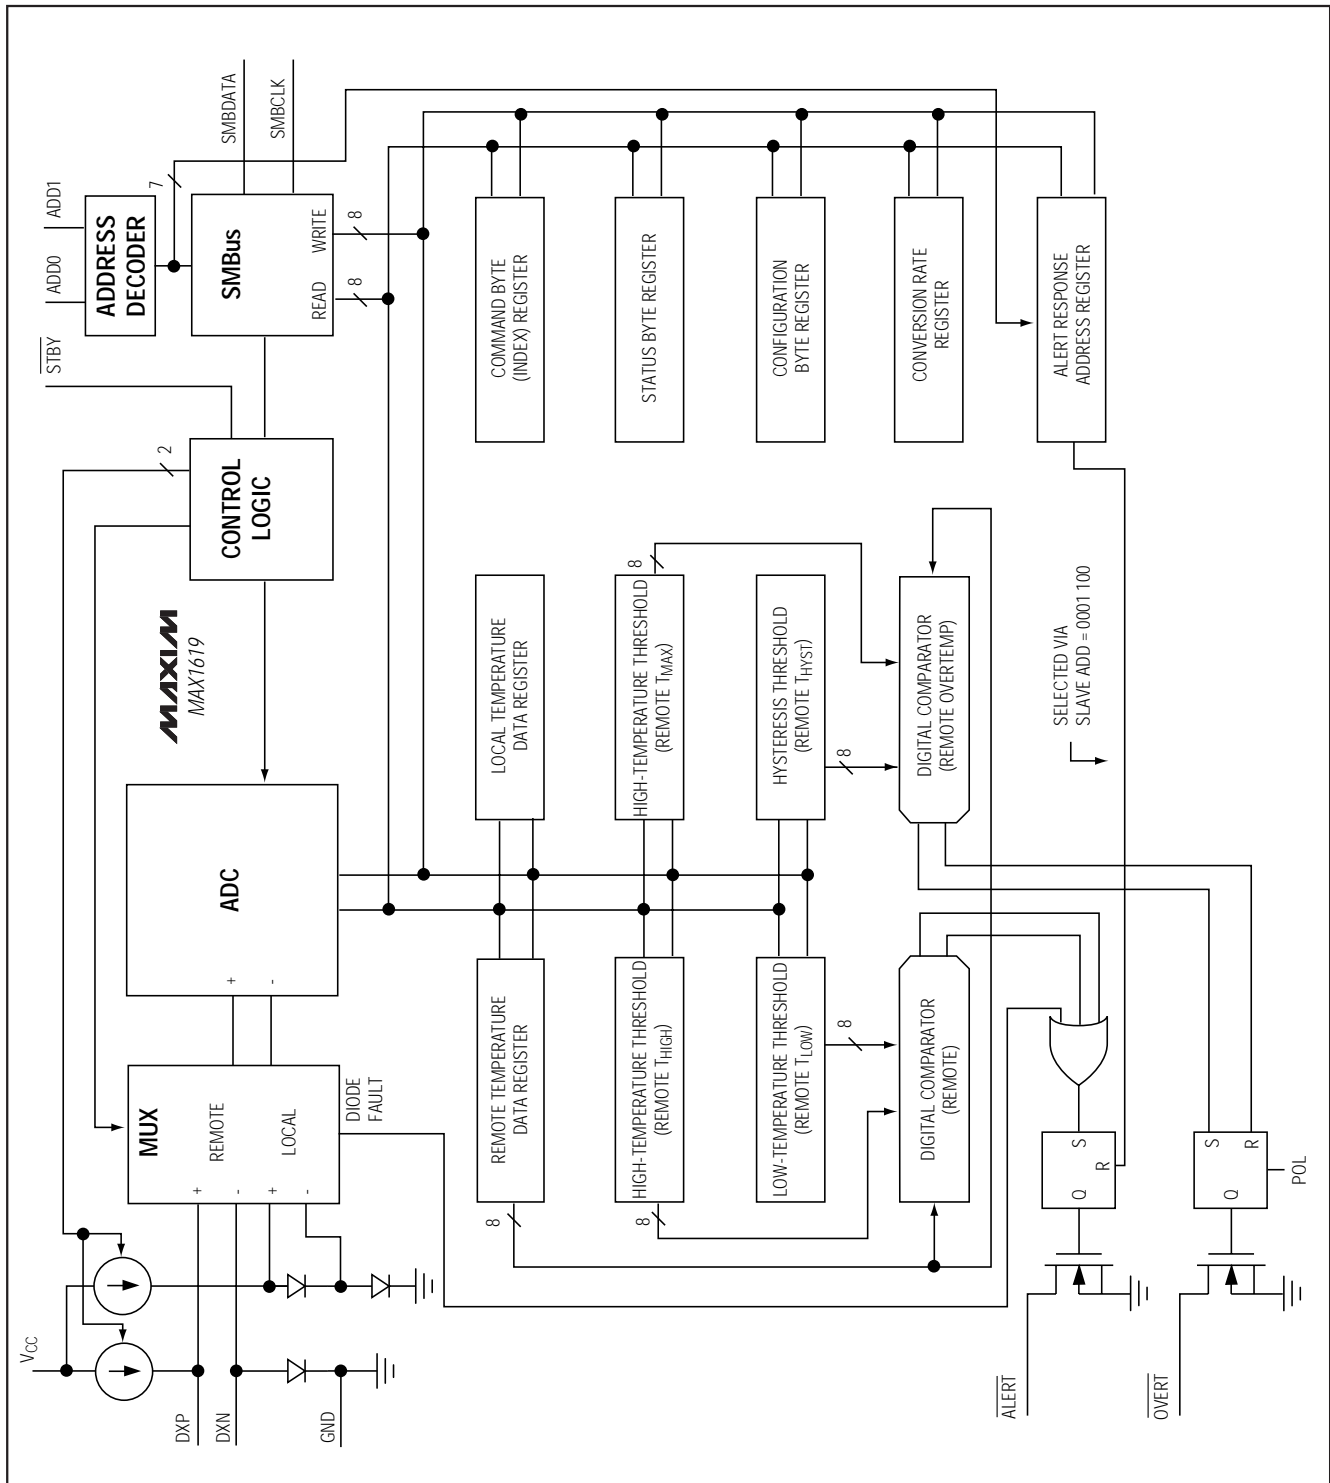 VCC
DXP
DXN
GND
MUX
REMOTE
+
-
LOCAL
+
-
DIODE
FAULT
ADC
+
-
MAXIM
MAX1619
CONTROL
LOGIC
2
STBY
ADD0
ADD1
ADDRESS
DECODER
7
SMBus
READ
WRITE
8
8
SMBDATA
SMBCLK
REMOTE TEMPERATURE
DATA REGISTER
8
LOCAL TEMPERATURE
DATA REGISTER
COMMAND BYTE
(INDEX) REGISTER
HIGH-TEMPERATURE THRESHOLD
(REMOTE THIGH)
8
HIGH-TEMPERATURE THRESHOLD
(REMOTE TMAX)
8
STATUS BYTE REGISTER
LOW-TEMPERATURE THRESHOLD
(REMOTE TLOW)
8
HYSTERESIS THRESHOLD
(REMOTE THYST)
8
CONFIGURATION
BYTE REGISTER
DIGITAL COMPARATOR
(REMOTE)
DIGITAL COMPARATOR
(REMOTE OVERTEMP)
CONVERSION RATE
REGISTER
ALERT RESPONSE
ADDRESS REGISTER
SELECTED VIA
SLAVE ADD = 0001 100
ALERT
Q
S
R
OVERT
Q
S
R
POL